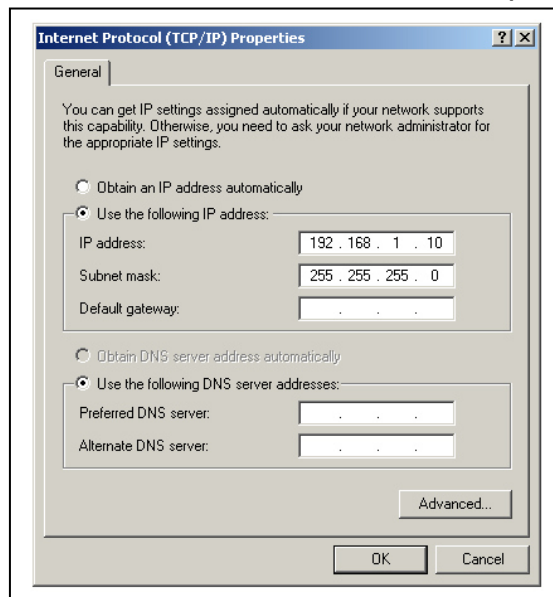 Internet Protocol (TCP/IP) Properties
General
You can get IP settings assigned automatically if your network supports
this capability. Otherwise, you need to ask your network administrator for
the appropriate IP settings.
Obtain an IP address automatically
Use the following IP address:
IP address: 192 . 168 . 1 . 10
Subnet mask: 255 . 255 . 255 . 0
Default gateway: . . .
Obtain DNS server address automatically
Use the following DNS server addresses:
Preferred DNS server: . . .
Alternate DNS server: . . .
Advanced...
OK Cancel